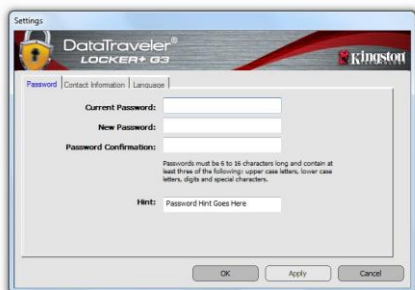 Settings
DataTraveler®
LOCKER+ G3
Kingston
Password Contact Information Language
Current Password:
New Password:
Password Confirmation:
Passwords must be 6 to 16 characters long and contain at
least three of the following: upper case letters, lower case
letters, digits and special characters.
Hint: Password Hint Goes Here
OK Apply Cancel